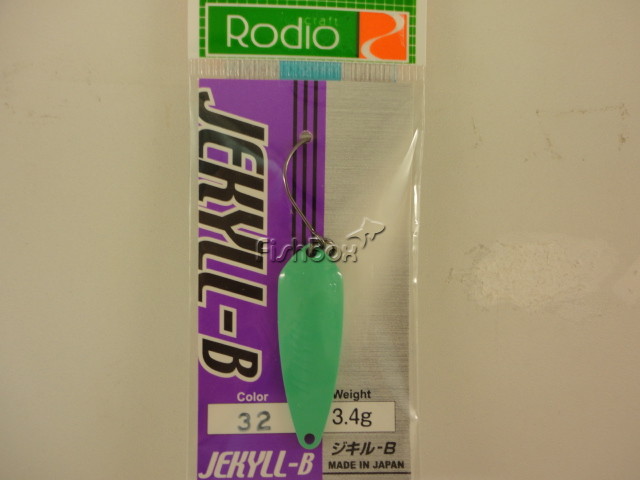 craft
Rodio
JEKYLL-B
FishBox
Color
32
Weight
3.4g
ジキル-B
JEKYLL-B
MADE IN JAPAN